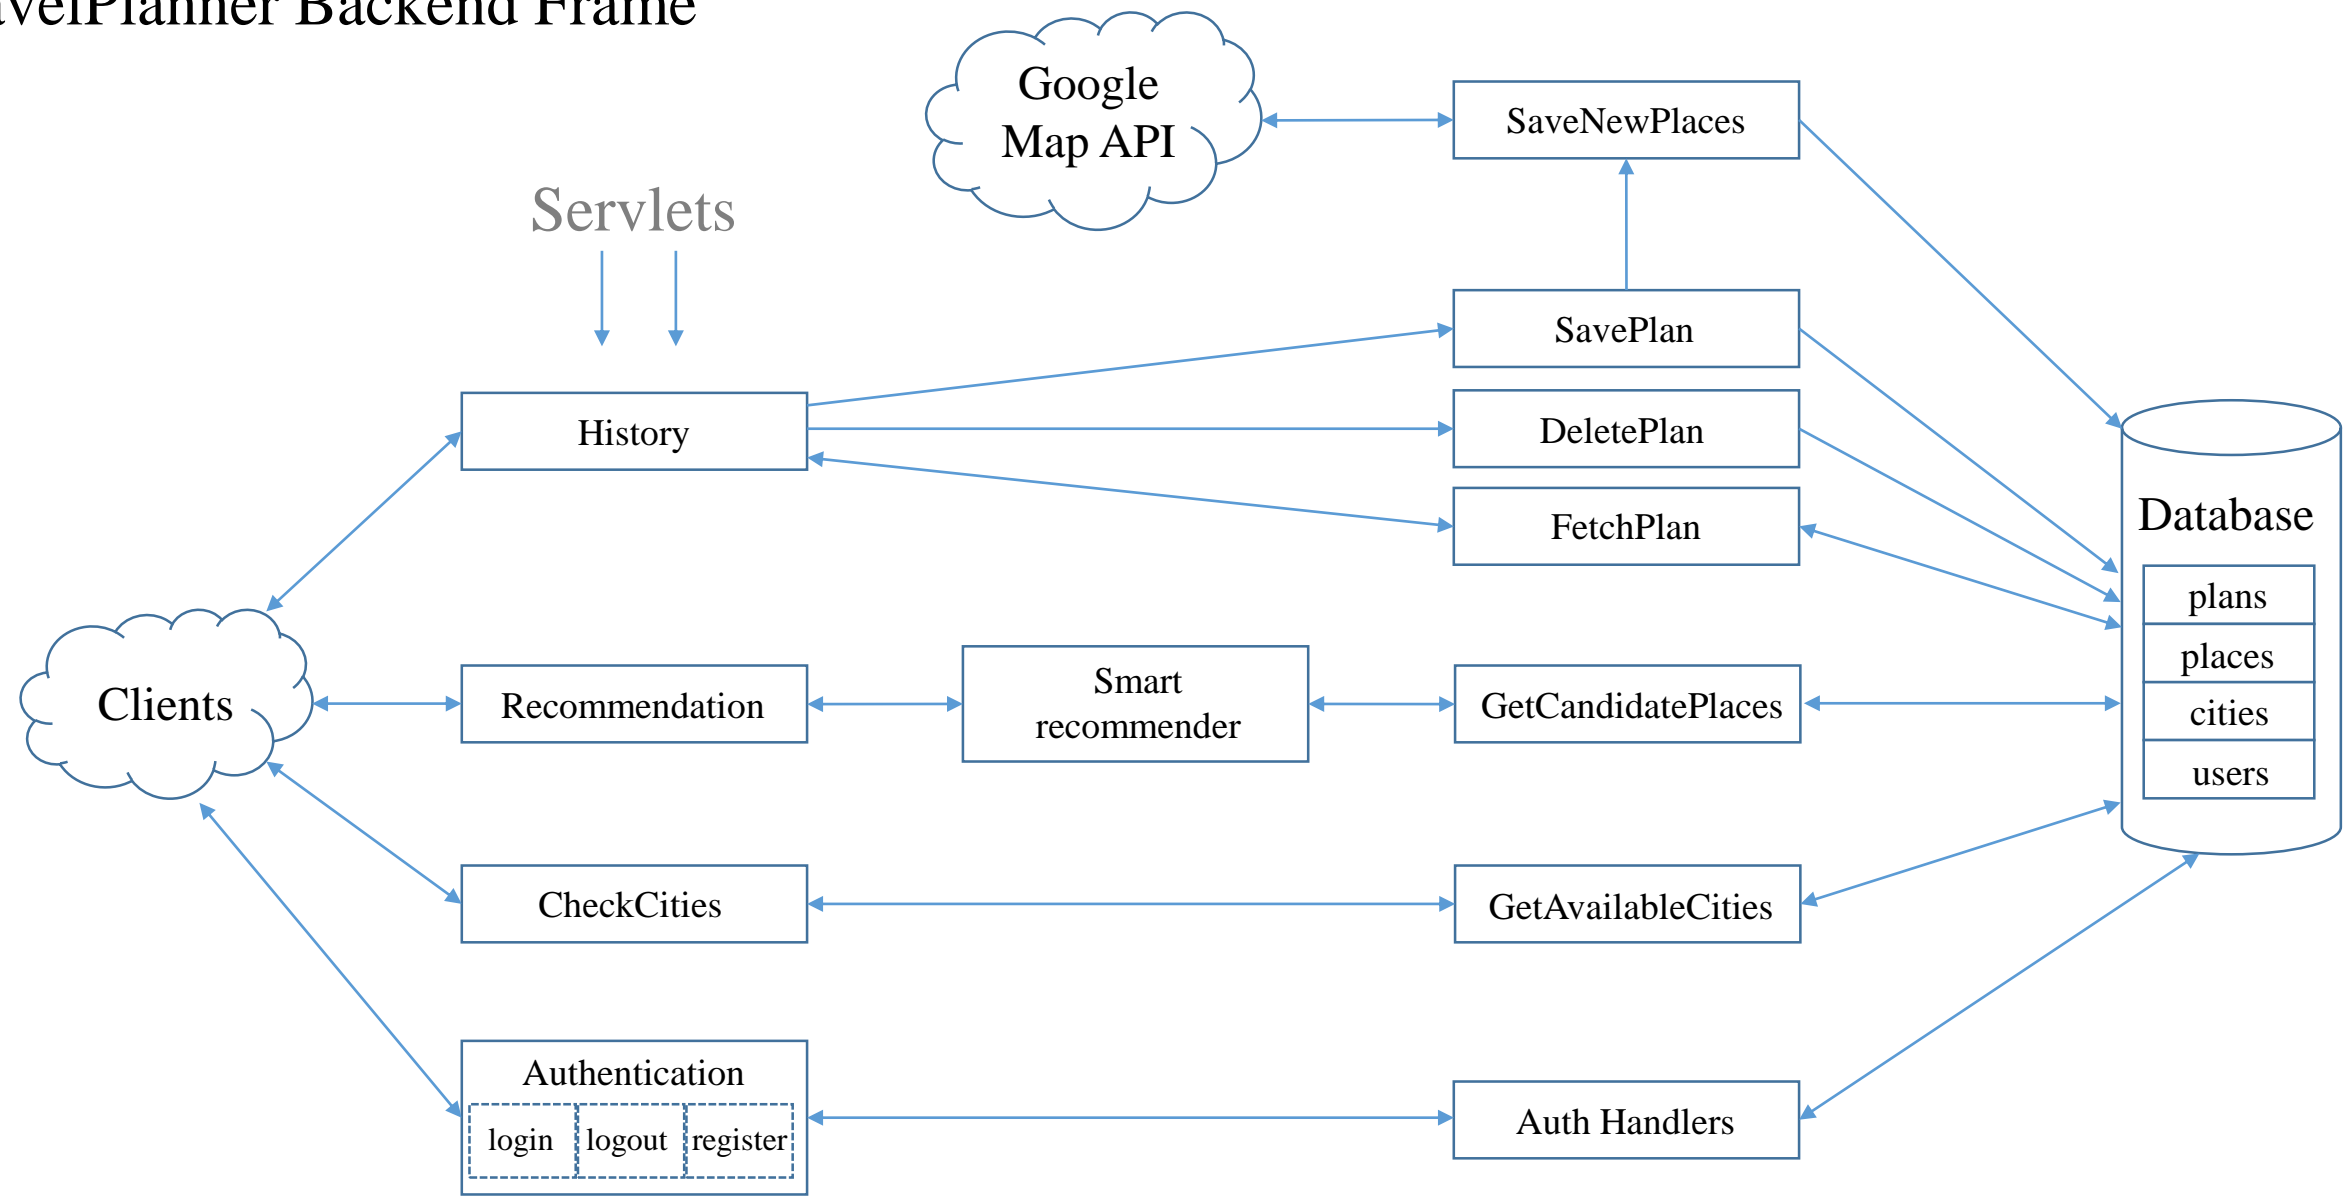 avelPlanner Backend Frame
Google
Map API
SaveNewPlaces
Servlets
SavePlan
History
DeletePlan
FetchPlan
Database
plans
places
cities
users
Clients
Recommendation
Smart
recommender
GetCandidatePlaces
CheckCities
GetAvailableCities
Authentication
login logout register
Auth Handlers